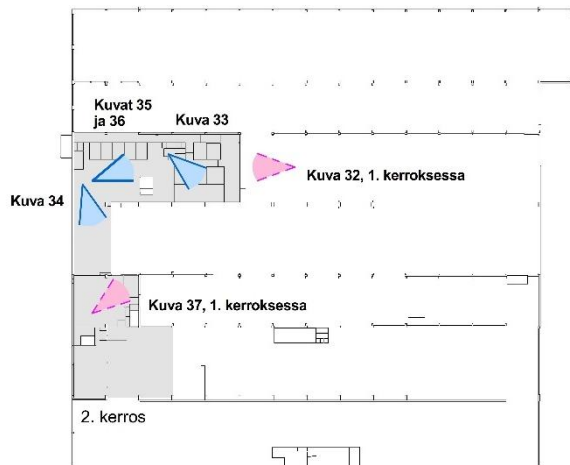 Kuvat 35
ja 36
Kuva 33
Kuva 32, 1. kerroksessa
Kuva 34
Kuva 37, 1. kerroksessa
2. kerros